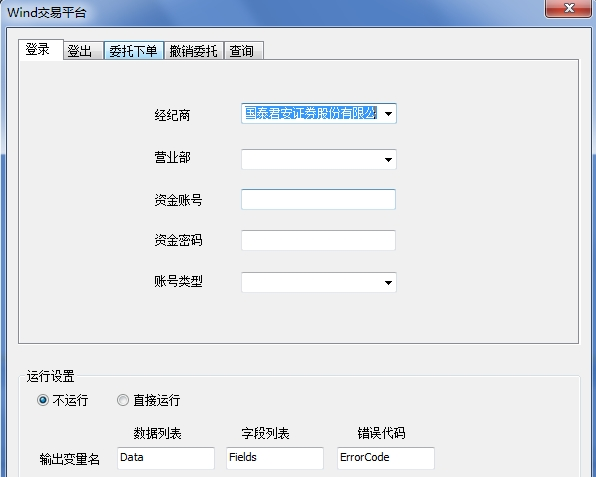 Wind交易平台
登录 登出 委托下单 撤销委托 查询
经纪商 国泰君安证券股份有限公
营业部
资金账号
资金密码
账号类型
运行设置
不运行 直接运行
数据列表 字段列表 错误代码
输出变量名 Data Fields ErrorCode